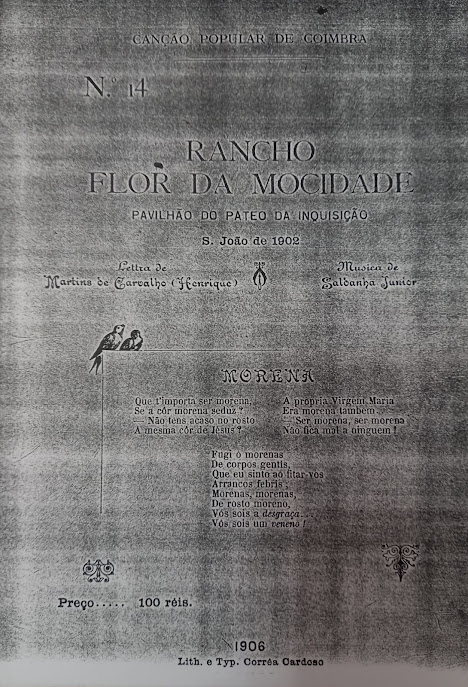 CANÇÃO POPULAR DE COIMBRA
N.º 14
RANCHO
FLOR DA MOCIDADE
PAVILHÃO DO PATEO DA INQUISIÇÃO
S. João de 1902
Lettra de
Martins de Carvalho (Henrique)
Musica de
Saldanha Junior
MORENA
Que t'importa ser morena,
Se a côr morena seduz?
— Não tens acaso no rosto
A mesma côr de Jésus?
A propria Virgem Maria
Era morena tambem.
— Ser morena, ser morena
Não fica mal a ninguem!
Fugi ó morenas
De corpos gentis,
Que eu sinto ao fitar-vos
Arrancos febris;
Morenas, morenas,
De rosto moreno,
Vós sois a desgraça....
Vós sois um veneno!
Preço..... 100 réis.
1906
Lith. e Typ. Corrêa Cardoso